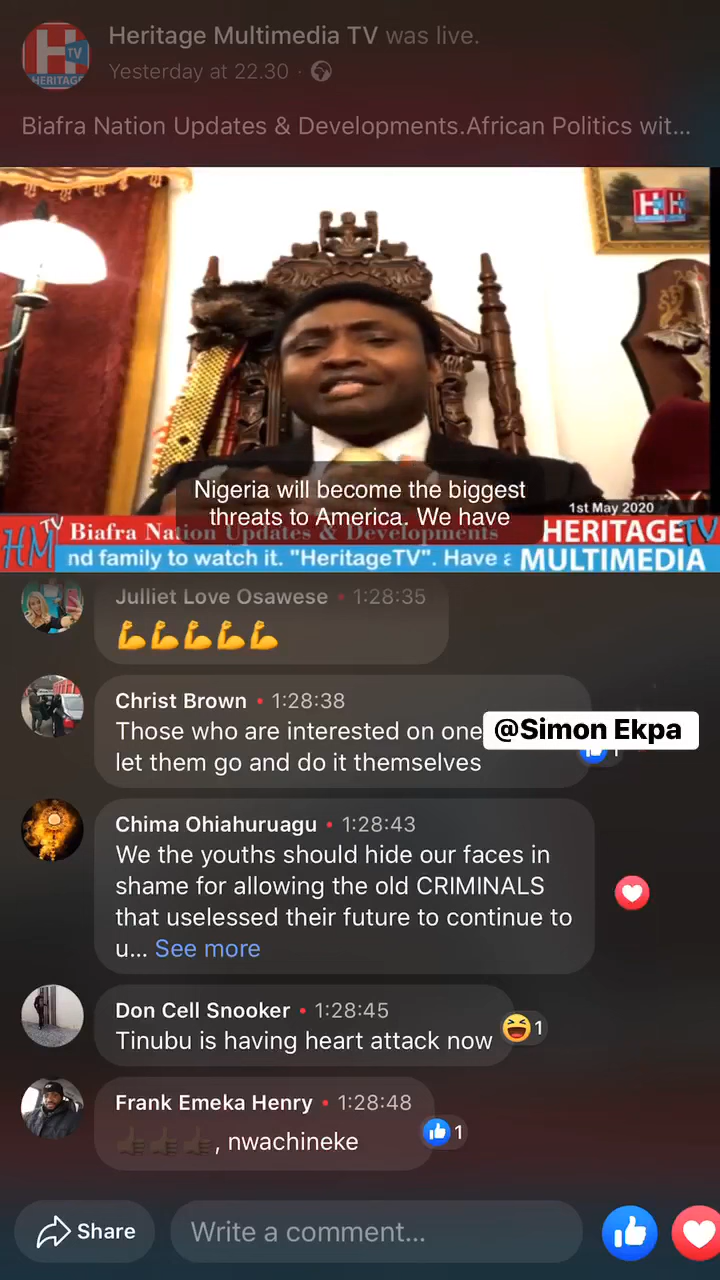 H TV
HERITAGE
Heritage Multimedia TV was live.
Yesterday at 22.30 ·
Biafra Nation Updates & Developments.African Politics wit...
Nigeria will become the biggest
threats to America. We have
1st May 2020
HM TV
Biafra Nation Updates & Developments
HERITAGE TV
nd family to watch it. "HeritageTV". Have a
MULTIMEDIA
Julliet Love Osawese • 1:28:35
💪💪💪💪💪
Christ Brown • 1:28:38
Those who are interested on one
@Simon Ekpa
let them go and do it themselves
Chima Ohiahuruagu • 1:28:43
We the youths should hide our faces in
shame for allowing the old CRIMINALS
that uselessed their future to continue to
u... See more
Don Cell Snooker • 1:28:45
Tinubu is having heart attack now
1
Frank Emeka Henry • 1:28:48
👍🏿👍🏿👍🏿, nwachineke
1
Share
Write a comment...